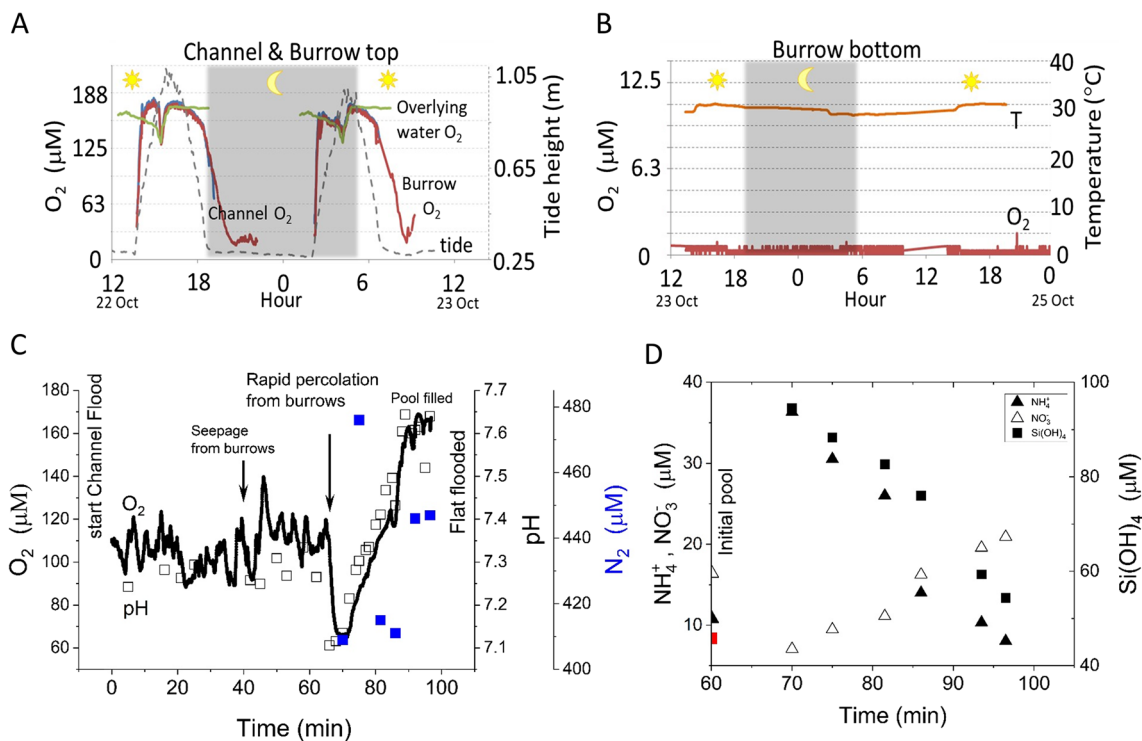 A
Channel & Burrow top
188
125
63
0
O₂ (µM)
1.05
0.65
0.25
Tide height (m)
Overlying
water O₂
Burrow
O₂
Channel O₂
tide
12
18
0
6
12
22 Oct
Hour
23 Oct
B
Burrow bottom
12.5
6.3
0
O₂ (µM)
40
30
20
10
0
Temperature (°C)
T
O₂
12
18
0
6
12
18
0
23 Oct
Hour
25 Oct
C
180
160
140
120
100
80
60
O₂ (µM)
start Channel Flood
Rapid percolation
from burrows
Seepage
from burrows
Pool filled
Flat flooded
O₂
pH
7.7
7.6
7.5
7.4
7.3
7.2
7.1
pH
480
460
440
420
400
N₂ (µM)
0
20
40
60
80
100
Time (min)
D
40
30
20
10
NH₄⁺ , NO₃⁻ (µM)
Initial pool
NH₄⁺
NO₃⁻
Si(OH)₄
100
80
60
40
Si(OH)₄ (µM)
60
70
80
90
100
Time (min)